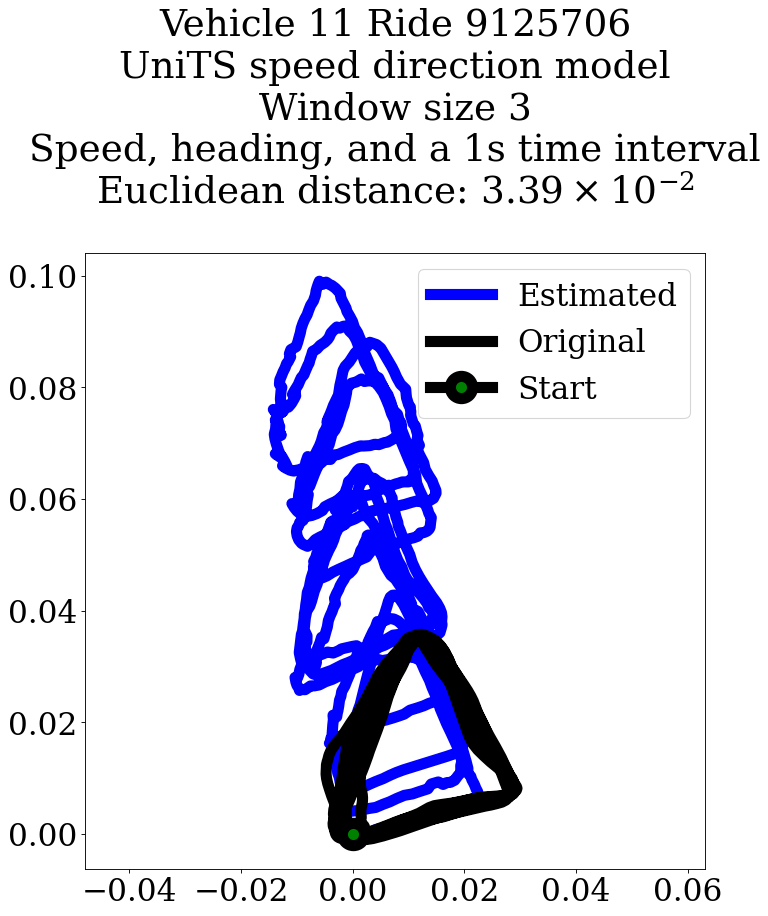 Vehicle 11 Ride 9125706
UniTS speed direction model
Window size 3
Speed, heading, and a 1s time interval
Euclidean distance: 3.39 × 10⁻²
Estimated
Original
Start
0.10
0.08
0.06
0.04
0.02
0.00
−0.04 −0.02 0.00 0.02 0.04 0.06